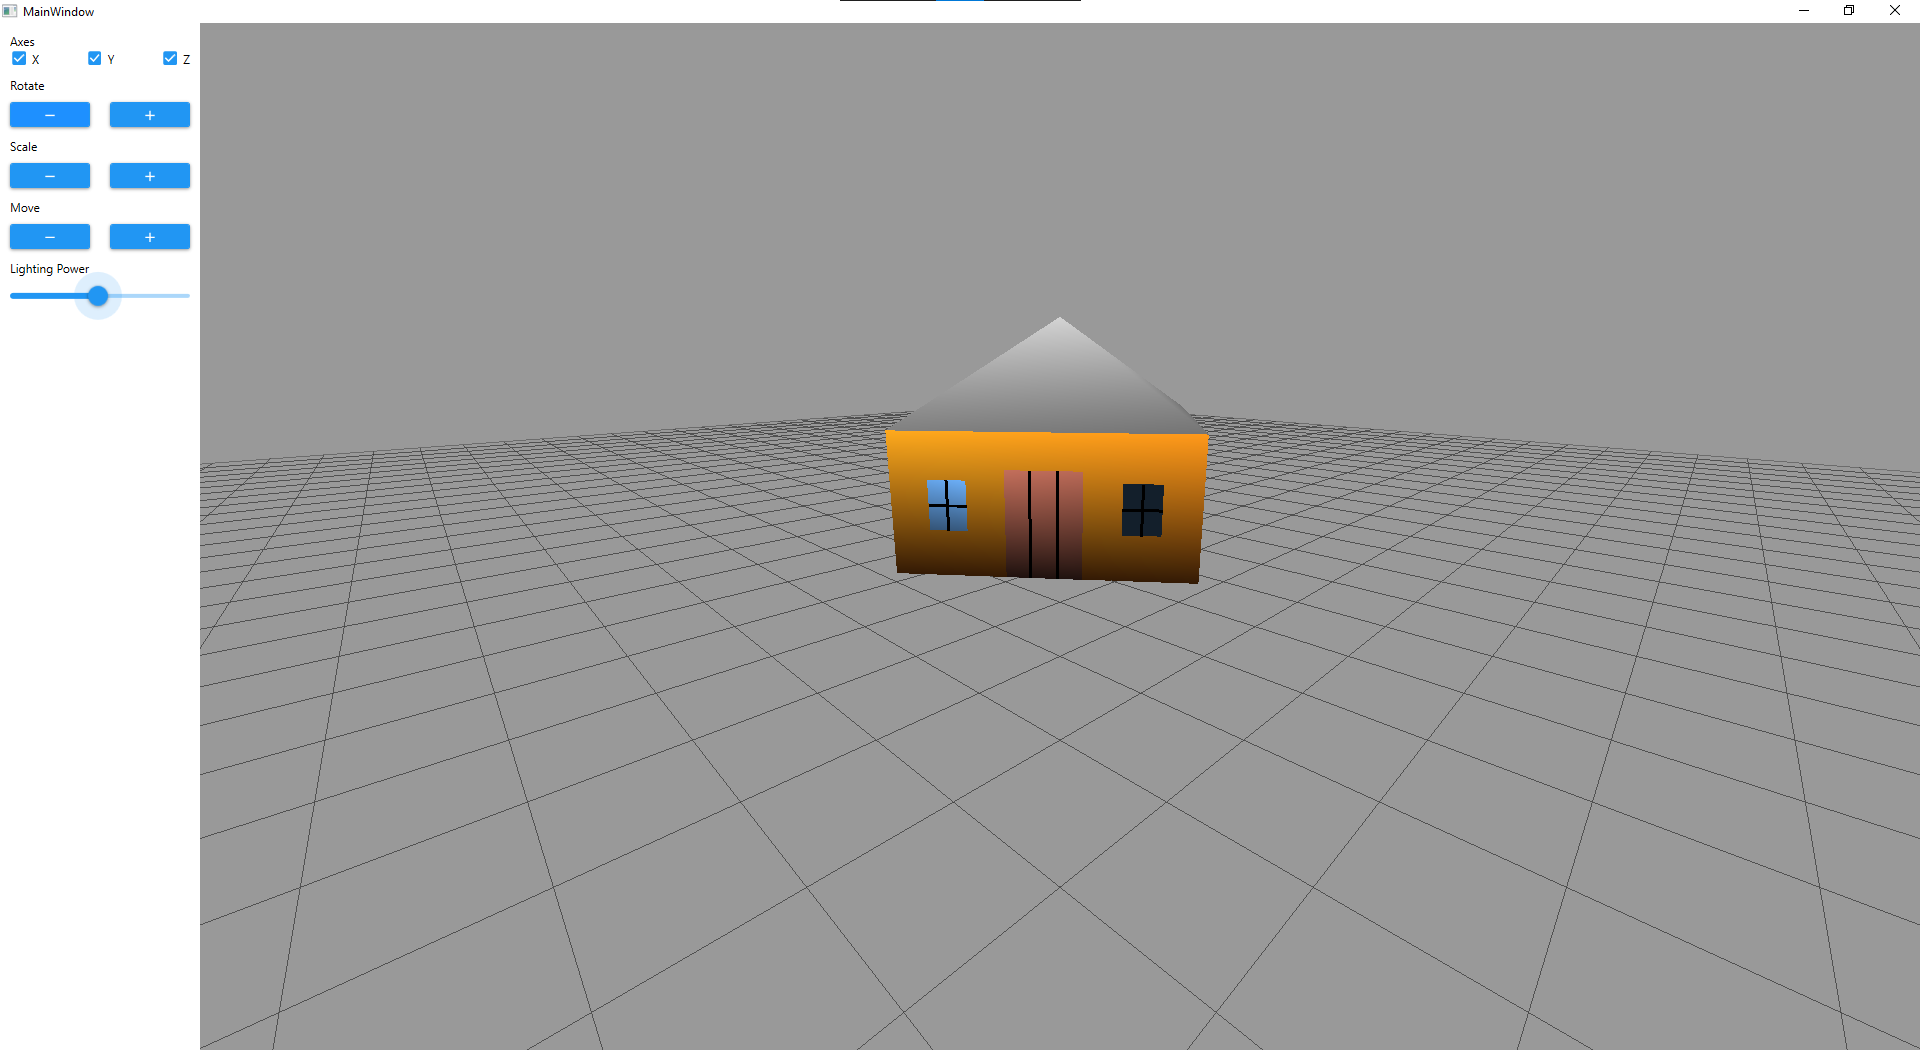 MainWindow
Axes
X Y Z
Rotate
− +
Scale
− +
Move
− +
Lighting Power